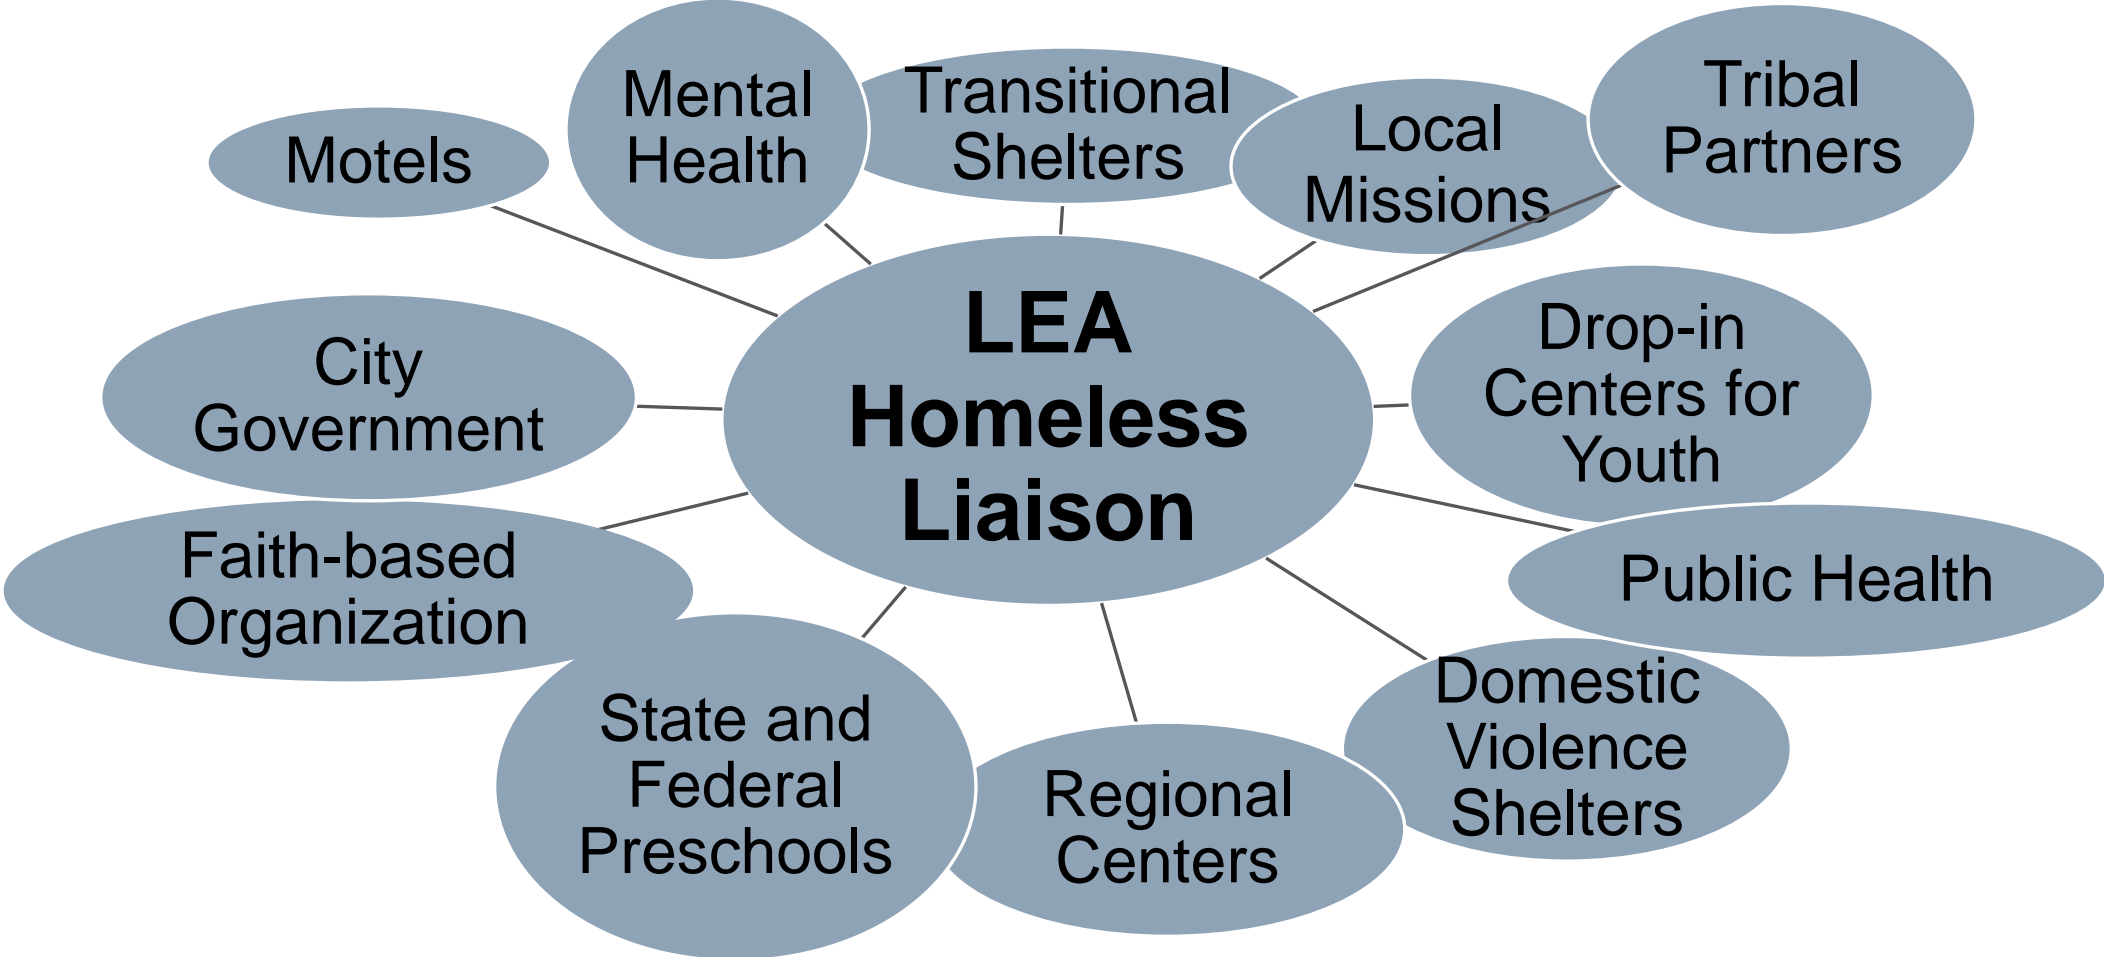 Motels
Mental
Health
Transitional
Shelters
Local
Missions
Tribal
Partners
City
Government
LEA
Homeless
Liaison
Drop-in
Centers for
Youth
Faith-based
Organization
Public Health
State and
Federal
Preschools
Regional
Centers
Domestic
Violence
Shelters